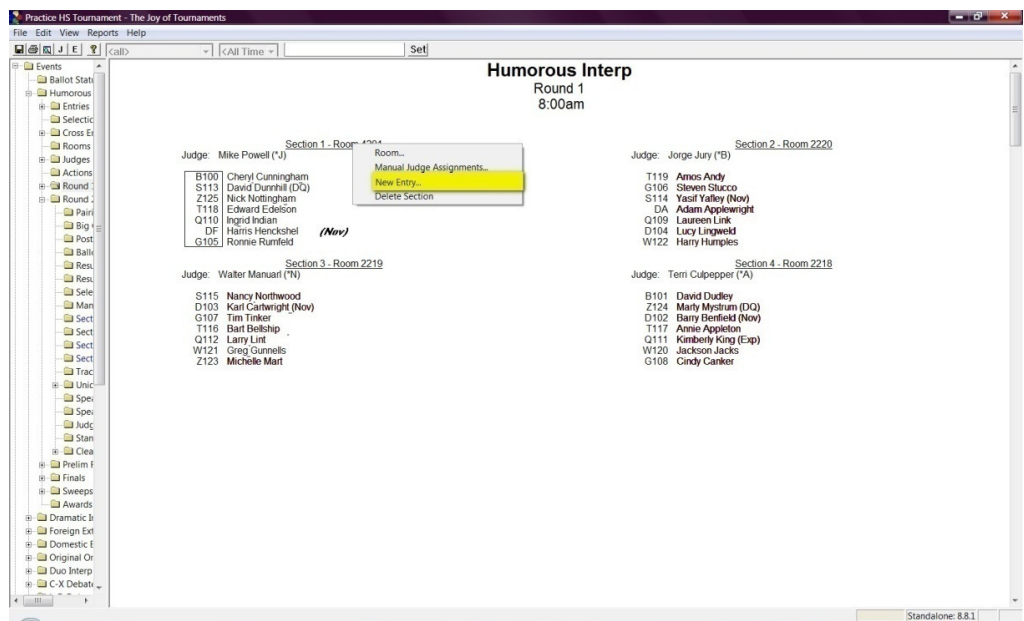 Practice HS Tournament - The Joy of Tournaments
File Edit View Reports Help
J E ? <all> <All Time Set
Events
Ballot Stat
Humorous
Entries
Selectic
Cross Er
Rooms
Judges
Actions
Round
Round
Pairi
Big
Post
Ball
Resu
Resu
Sele
Man
Sect
Sect
Sect
Sect
Trac
Unic
Spea
Spea
Judg
Stan
Clea
Prelim F
Finals
Sweeps
Awards
Dramatic I
Foreign Ext
Domestic E
Original Or
Duo Interp
C-X Debat
Humorous Interp
Round 1
8:00am
Section 1 - Room
Judge: Mike Powell (*J)
B100 Cheryl Cunningham
S113 David Dunnhill (DQ)
Z125 Nick Nottingham
T118 Edward Edelson
Q110 Ingrid Indian
DF Harris Henckshel (Nov)
G105 Ronnie Rumfeld
Room...
Manual Judge Assignments...
New Entry...
Delete Section
Section 2 - Room 2220
Judge: Jorge Jury (*B)
T119 Amos Andy
G106 Steven Stucco
S114 Yasif Yafley (Nov)
DA Adam Applewright
Q109 Laureen Link
D104 Lucy Lingweld
W122 Harry Humples
Section 3 - Room 2219
Judge: Walter Manuarl (*N)
S115 Nancy Northwood
D103 Karl Cartwright (Nov)
G107 Tim Tinker
T116 Bart Bellship
Q112 Larry Lint
W121 Greg Gunnells
Z123 Michelle Mart
Section 4 - Room 2218
Judge: Terri Culpepper (*A)
B101 David Dudley
Z124 Marty Mystrum (DQ)
D102 Barry Benfield (Nov)
T117 Annie Appleton
Q111 Kimberly King (Exp)
W120 Jackson Jacks
G108 Cindy Canker
Standalone: 8.8.1